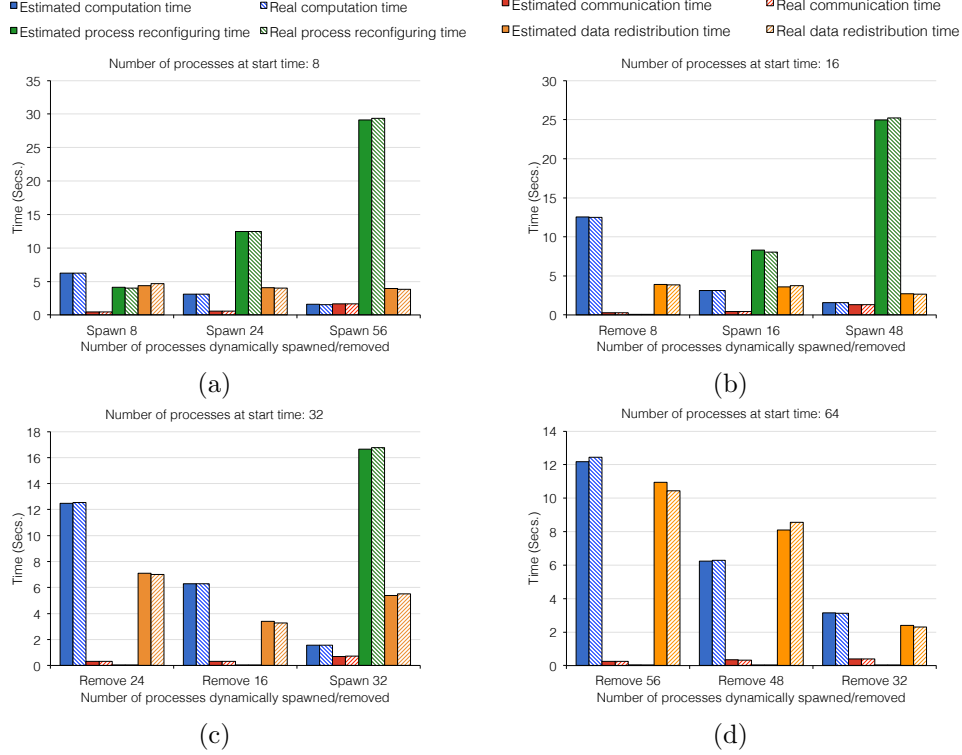 Estimated computation time
Real computation time
Estimated communication time
Real communication time
Estimated process reconfiguring time
Real process reconfiguring time
Estimated data redistribution time
Real data redistribution time
Number of processes at start time: 8
Time (Secs.)
35
30
25
20
15
10
5
0
Spawn 8
Spawn 24
Spawn 56
Number of processes dynamically spawned/removed
(a)
Number of processes at start time: 16
Time (Secs.)
30
25
20
15
10
5
0
Remove 8
Spawn 16
Spawn 48
Number of processes dynamically spawned/removed
(b)
Number of processes at start time: 32
Time (Secs.)
18
16
14
12
10
8
6
4
2
0
Remove 24
Remove 16
Spawn 32
Number of processes dynamically spawned/removed
(c)
Number of processes at start time: 64
Time (Secs.)
14
12
10
8
6
4
2
0
Remove 56
Remove 48
Remove 32
Number of processes dynamically spawned/removed
(d)